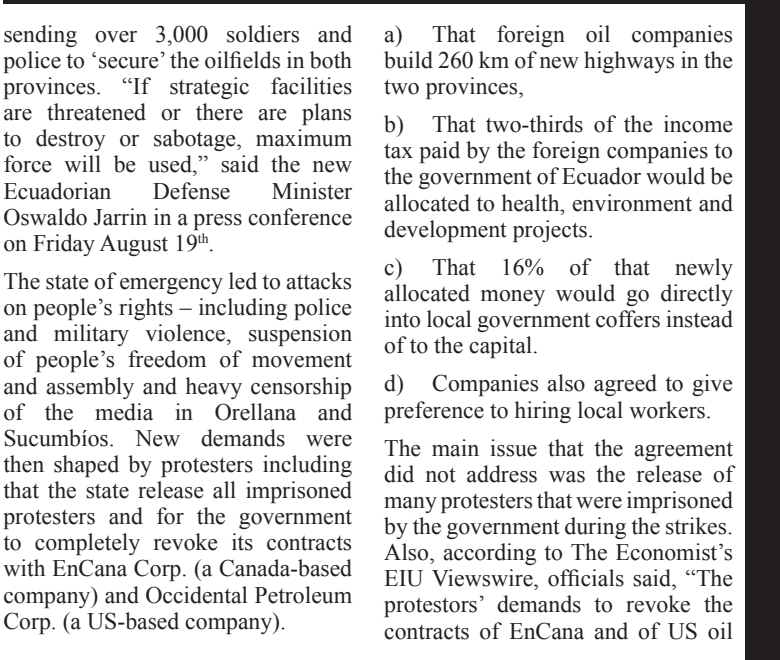 sending over 3,000 soldiers and
police to ‘secure’ the oilfields in both
provinces. “If strategic facilities
are threatened or there are plans
to destroy or sabotage, maximum
force will be used,” said the new
Ecuadorian Defense Minister
Oswaldo Jarrin in a press conference
on Friday August 19th.
The state of emergency led to attacks
on people’s rights – including police
and military violence, suspension
of people’s freedom of movement
and assembly and heavy censorship
of the media in Orellana and
Sucumbíos. New demands were
then shaped by protesters including
that the state release all imprisoned
protesters and for the government
to completely revoke its contracts
with EnCana Corp. (a Canada-based
company) and Occidental Petroleum
Corp. (a US-based company).
a) That foreign oil companies
build 260 km of new highways in the
two provinces,
b) That two-thirds of the income
tax paid by the foreign companies to
the government of Ecuador would be
allocated to health, environment and
development projects.
c) That 16% of that newly
allocated money would go directly
into local government coffers instead
of to the capital.
d) Companies also agreed to give
preference to hiring local workers.
The main issue that the agreement
did not address was the release of
many protesters that were imprisoned
by the government during the strikes.
Also, according to The Economist’s
EIU Viewswire, officials said, “The
protestors’ demands to revoke the
contracts of EnCana and of US oil